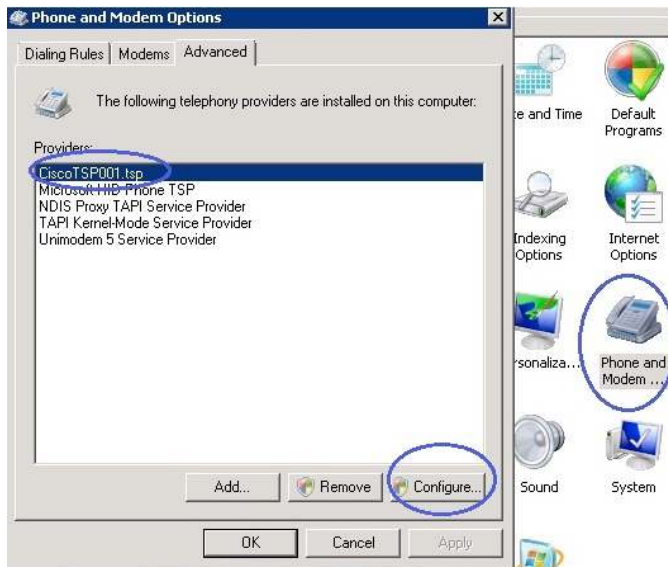 Phone and Modem Options
Dialing Rules
Modems
Advanced
The following telephony providers are installed on this computer:
Providers:
CiscoTSP001.tsp
Microsoft HID Phone TSP
NDIS Proxy TAPI Service Provider
TAPI Kernel-Mode Service Provider
Unimodem 5 Service Provider
Add...
Remove
Configure...
OK
Cancel
Apply
e and Time
Default
Programs
Indexing
Options
Internet
Options
rsonaliza...
Phone and
Modem ...
Sound
System